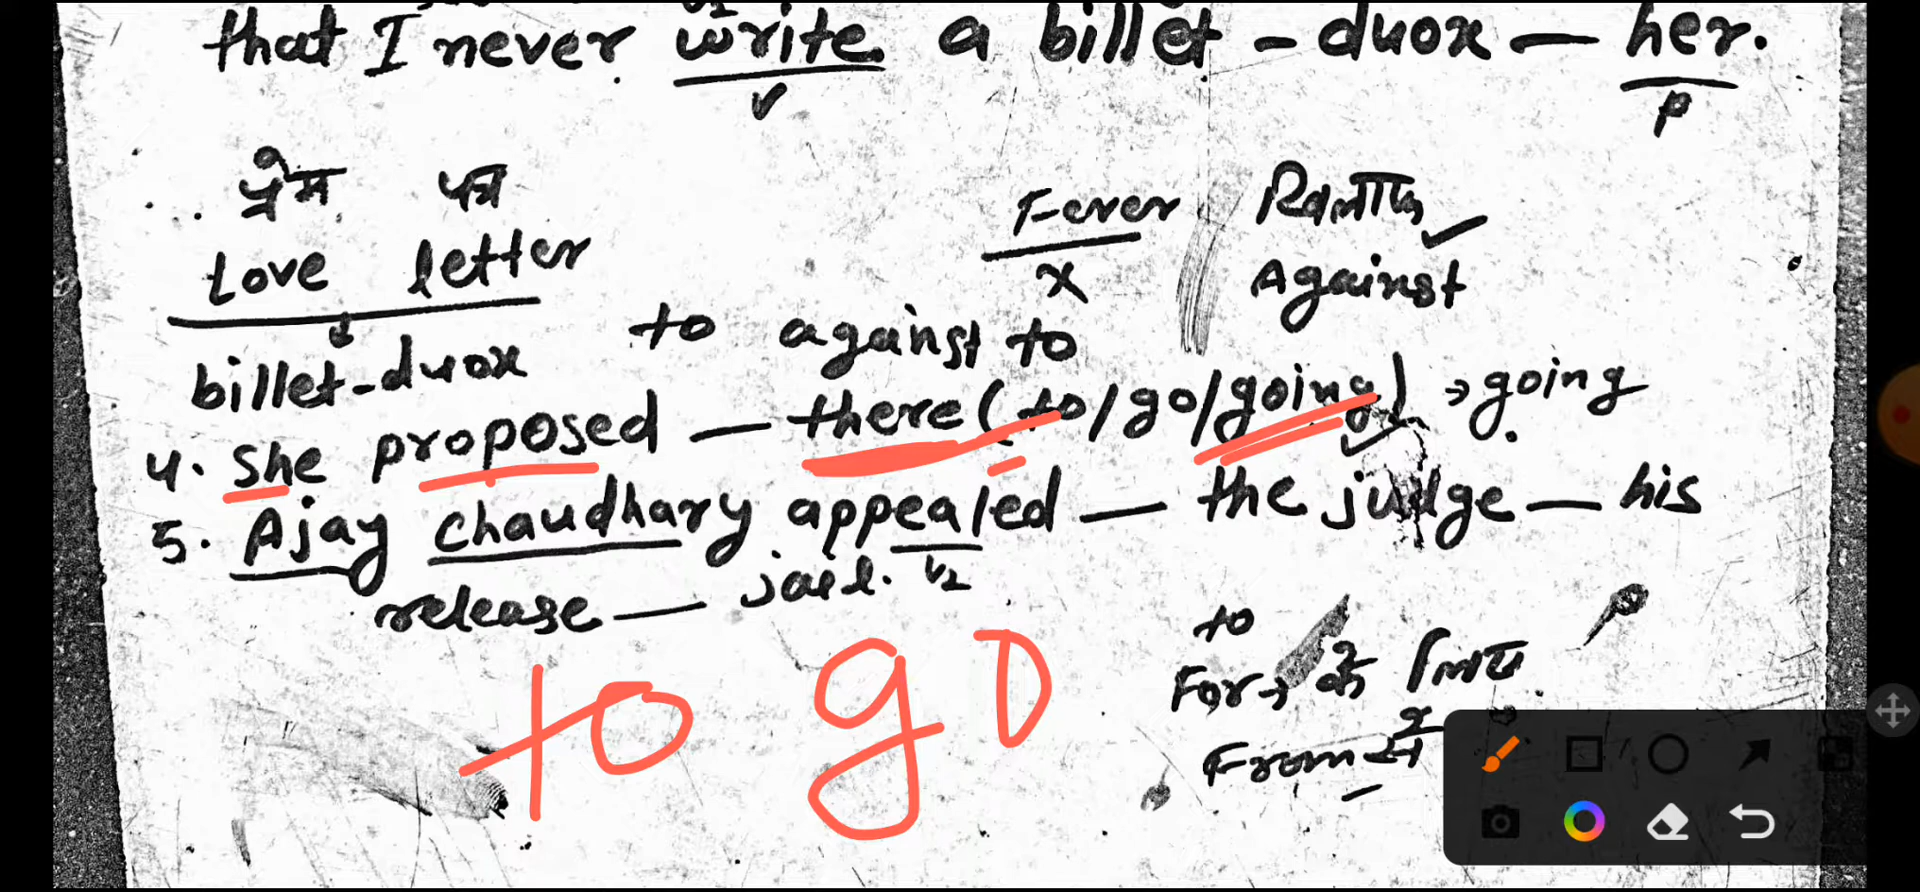 that I never write a billet - duox — her.
v
p
प्रेम पत्र
Love letter
Fever
x
Against
billet-duox
to against to
4. She proposed — there (to/go/going) → going
5. Ajay chaudhary appealed — the judge — his
v2
release — jail.
to
For → के लिये
From से
to go